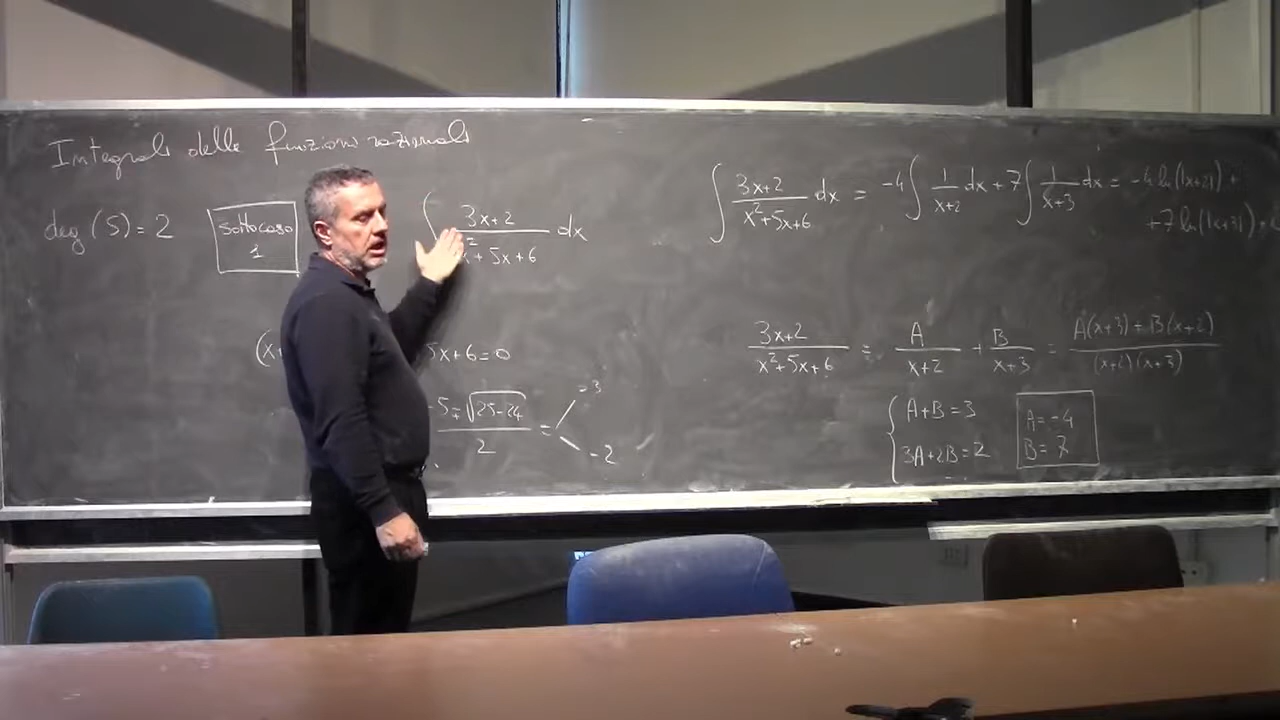 Integrali delle funzioni razionali
deg(S)=2
sottocaso
1
∫ (3x+2)/(x²+5x+6) dx
(x+
5x+6=0
-5∓√(25-24)/2 =
-3
-2
∫ (3x+2)/(x²+5x+6) dx = -4∫ 1/(x+2) dx + 7∫ 1/(x+3) dx = -4 ln(|x+2|) +
+7 ln(|x+3|) +
(3x+2)/(x²+5x+6) = A/(x+2) + B/(x+3) = (A(x+3)+B(x+2))/((x+2)(x+3))
{ A+B=3
3A+2B=2
A=-4
B=7